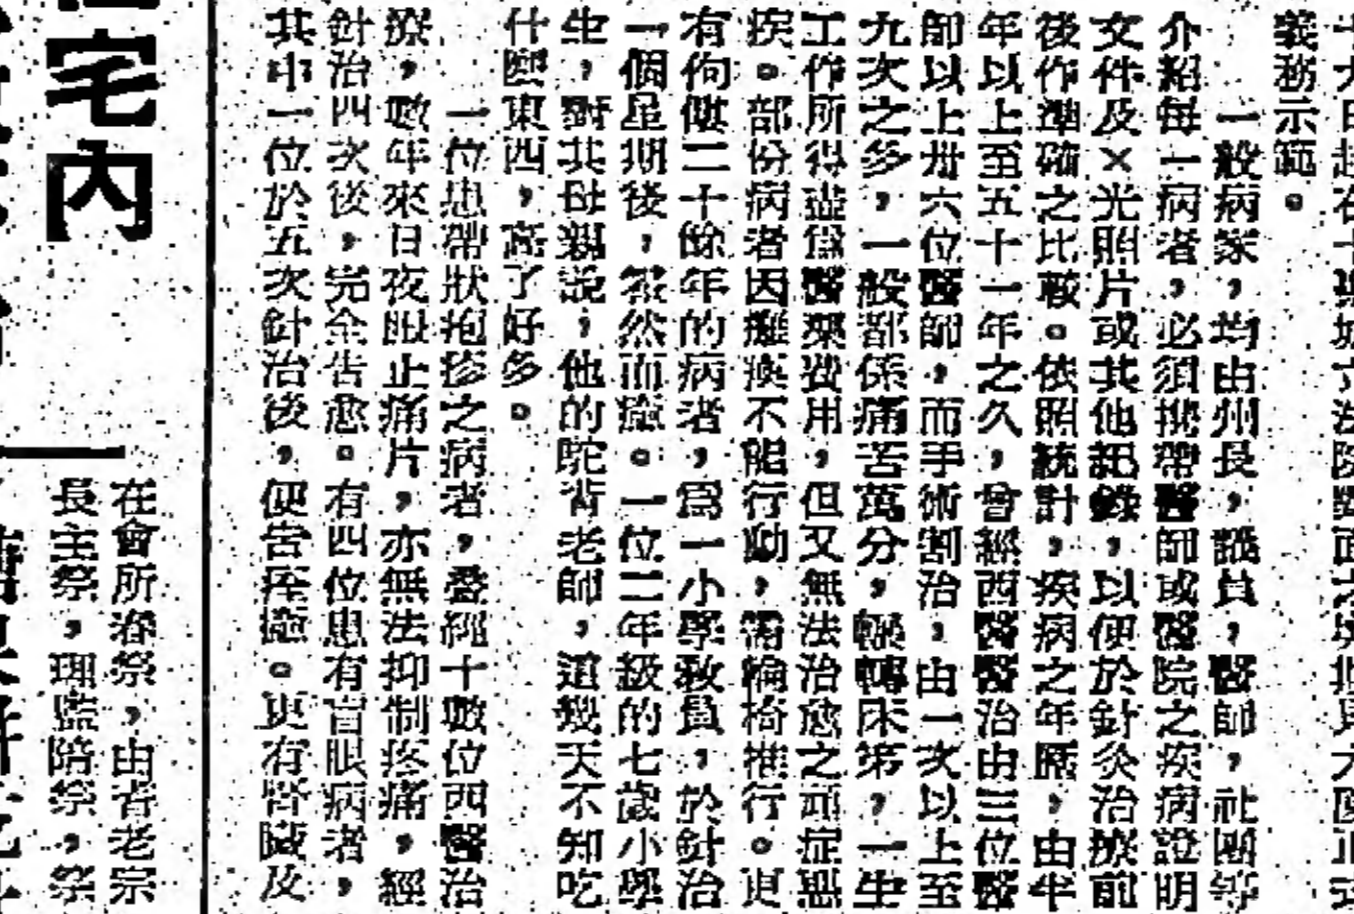 義務示範。
一般病家,均由州長,議員,醫師,社團等
介紹每一病者,必須携帶醫師或醫院之疾病證明
文件及×光照片或其他記錄,以便於針灸治療前
後作準確之比較。依照統計,疾病之年曆,由半
年以上至五十一年之久,曾經西醫醫治由三位醫
師以上卅六位醫師,而手術割治,由一次以上至
九次之多,一般都係痛苦萬分,輾轉床笫,一生
工作所得盡爲醫藥費用,但又無法治愈之頑症惡
疾。部份病者因癱瘓不能行動,需輪椅推行。更
有佝僂二十餘年的病者,爲一小學敎員,於針治
一個星期後,然而癒。一位二年級的七歲小學
生,對其母親說,他的駝背老師,這幾天不知吃
什麽東西,高了好多。
一位患帶狀疱疹之病者,歷經十數位西醫治
療,數年來日夜服止痛片,亦無法抑制疼痛,經
針治四次後,完全告愈。有四位患有盲眼病者,
其中一位於五次針治後,便告痊癒。更有腎臟及
宅內
在會所春祭,由耆老宗
長主祭,理監陪祭,祭